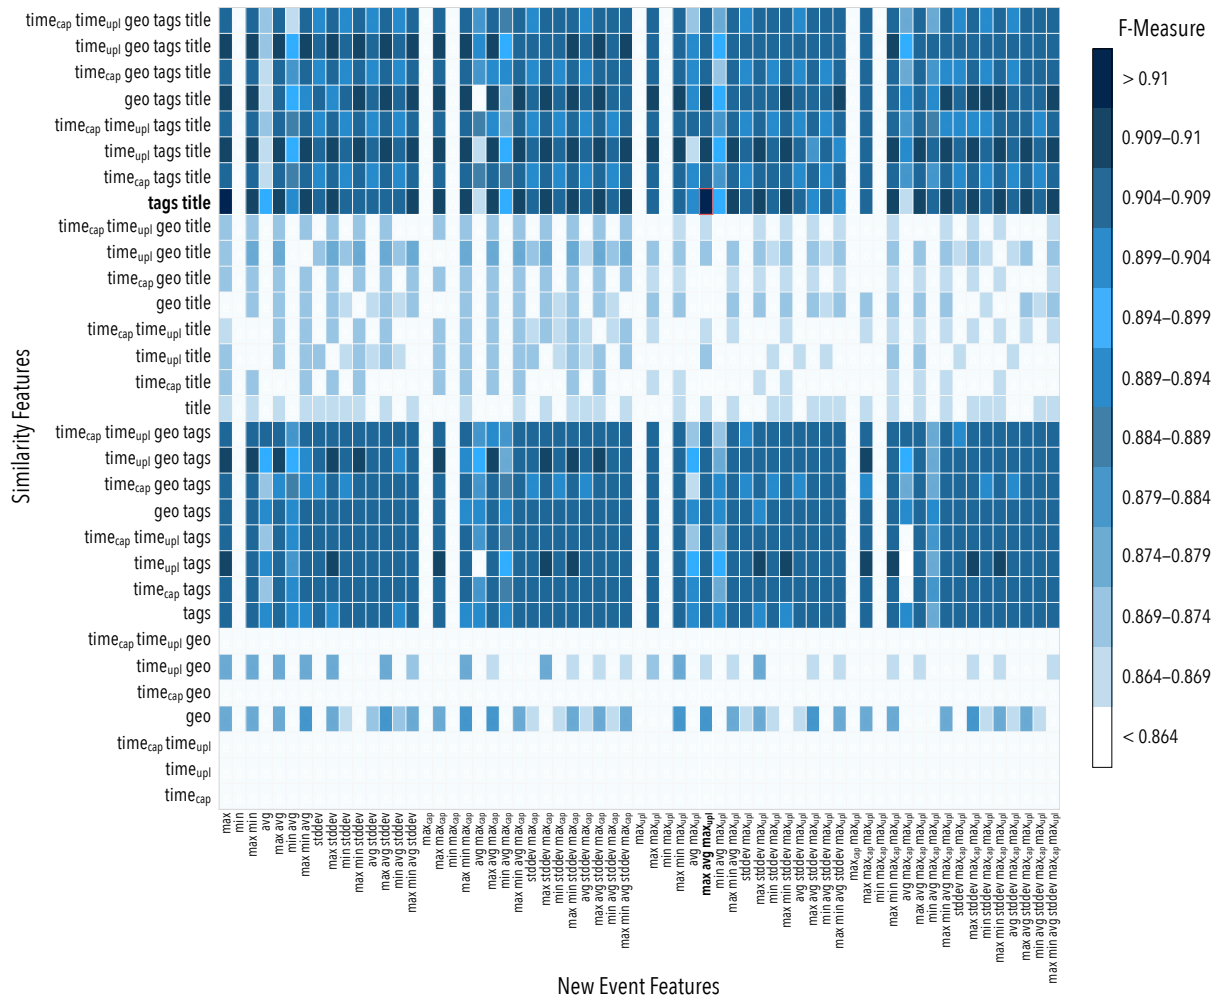 timecap timeupl geo tags title
timeupl geo tags title
timecap geo tags title
geo tags title
timecap timeupl tags title
timeupl tags title
timecap tags title
tags title
timecap timeupl geo title
timeupl geo title
timecap geo title
geo title
timecap timeupl title
timeupl title
timecap title
title
timecap timeupl geo tags
timeupl geo tags
timecap geo tags
geo tags
timecap timeupl tags
timeupl tags
timecap tags
tags
timecap timeupl geo
timeupl geo
timecap geo
geo
timecap timeupl
timeupl
timecap
Similarity Features
max
min
max min
avg
max avg
min avg
max min avg
stddev
max stddev
min stddev
max min stddev
avg stddev
max avg stddev
min avg stddev
max min avg stddev
maxcap
max maxcap
min maxcap
max min maxcap
avg maxcap
max avg maxcap
min avg maxcap
max min avg maxcap
stddev maxcap
max stddev maxcap
min stddev maxcap
max min stddev maxcap
avg stddev maxcap
max avg stddev maxcap
min avg stddev maxcap
max min avg stddev maxcap
maxupl
max maxupl
min maxupl
max min maxupl
avg maxupl
max avg maxupl
min avg maxupl
max min avg maxupl
stddev maxupl
max stddev maxupl
min stddev maxupl
max min stddev maxupl
avg stddev maxupl
max avg stddev maxupl
min avg stddev maxupl
max min avg stddev maxupl
maxcap maxupl
max maxcap maxupl
min maxcap maxupl
max min maxcap maxupl
avg maxcap maxupl
max avg maxcap maxupl
min avg maxcap maxupl
max min avg maxcap maxupl
stddev maxcap maxupl
max stddev maxcap maxupl
min stddev maxcap maxupl
max min stddev maxcap maxupl
avg stddev maxcap maxupl
max avg stddev maxcap maxupl
min avg stddev maxcap maxupl
max min avg stddev maxcap maxupl
New Event Features
F-Measure
> 0.91
0.909–0.91
0.904–0.909
0.899–0.904
0.894–0.899
0.889–0.894
0.884–0.889
0.879–0.884
0.874–0.879
0.869–0.874
0.864–0.869
< 0.864